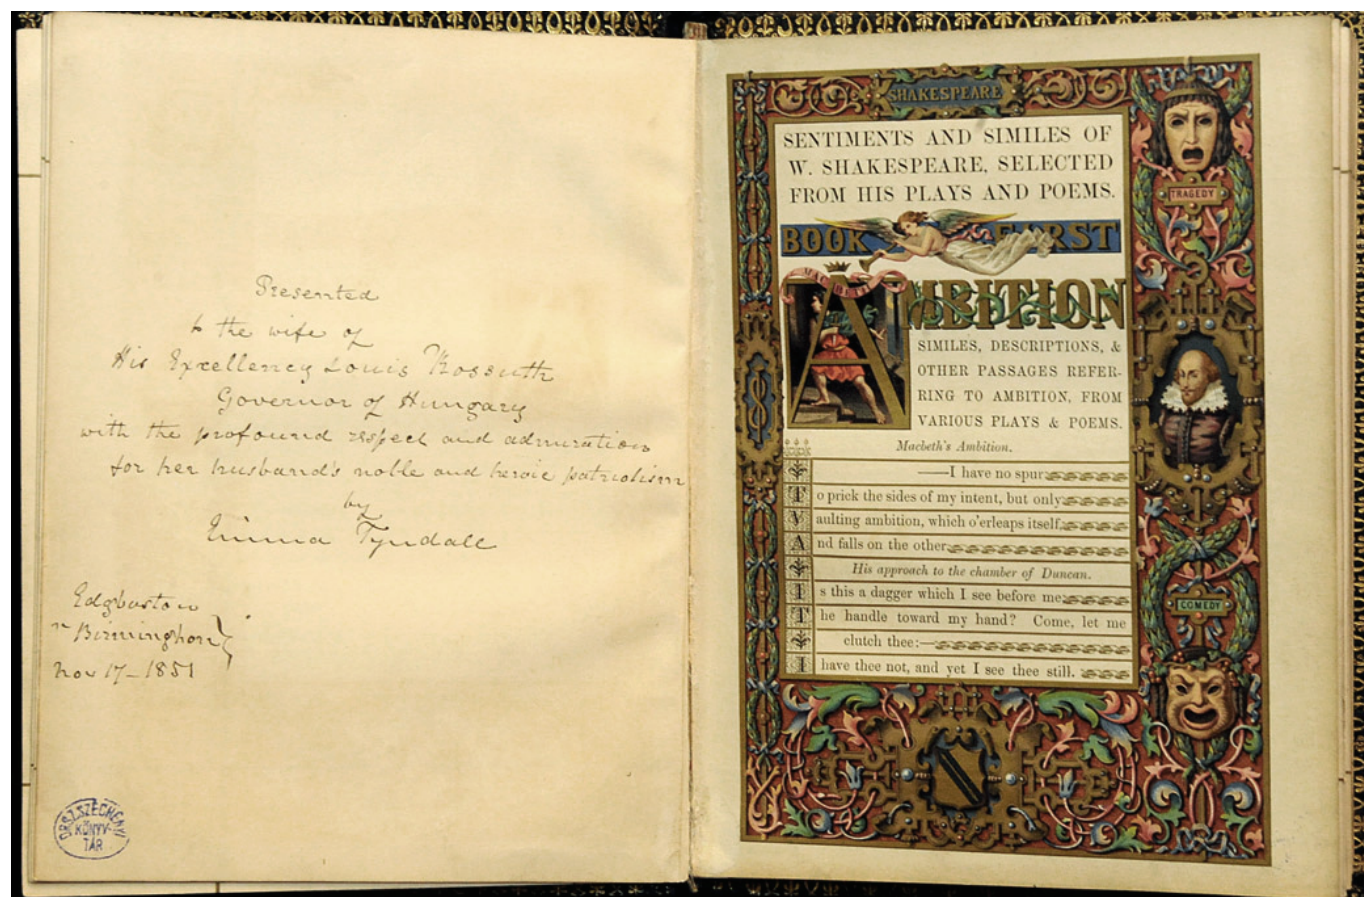 Presented
to the wife of
His Excellency Louis Kossuth
Governor of Hungary
with the profound respect and admiration
for her husband's noble and heroic patriotism
by
Emma Tyndall
Edgbaston
Birmingham
Nov 17 - 1851
ORSZ. SZÉCHÉNYI
KÖNYV-
TÁR
SHAKESPEARE
SENTIMENTS AND SIMILES OF
W. SHAKESPEARE, SELECTED
FROM HIS PLAYS AND POEMS.
BOOK FIRST
MACBETH
AMBITION
SIMILES, DESCRIPTIONS, &
OTHER PASSAGES REFER-
RING TO AMBITION, FROM
VARIOUS PLAYS & POEMS.
Macbeth's Ambition.
——I have no spur
To prick the sides of my intent, but only
Vaulting ambition, which o'erleaps itself,
And falls on the other
His approach to the chamber of Duncan.
Is this a dagger which I see before me,
The handle toward my hand? Come, let me
clutch thee:—
I have thee not, and yet I see thee still.
TRAGEDY
COMEDY